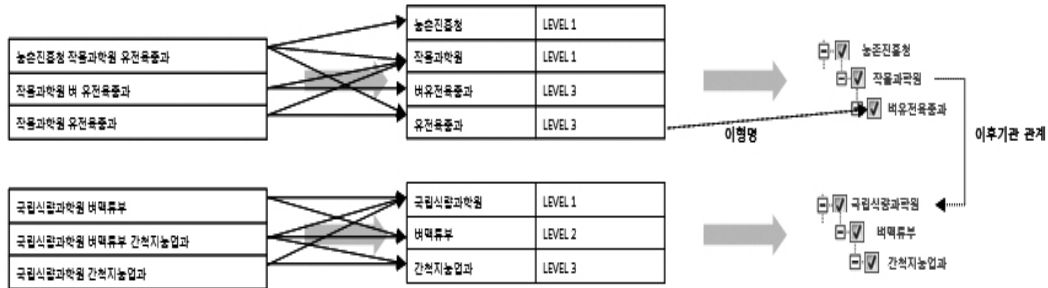 농촌진흥청 작물과학원 유전육종과
작물과학원 벼 유전육종과
작물과학원 유전육종과
농촌진흥청 LEVEL 1
작물과학원 LEVEL 1
벼유전육종과 LEVEL 3
유전육종과 LEVEL 3
농촌진흥청
작물과학원
벼유전육종과
이형명
이후기관 관계
국립식량과학원 벼맥류부
국립식량과학원 벼맥류부 간척지농업과
국립식량과학원 간척지농업과
국립식량과학원 LEVEL 1
벼맥류부 LEVEL 2
간척지농업과 LEVEL 3
국립식량과학원
벼맥류부
간척지농업과